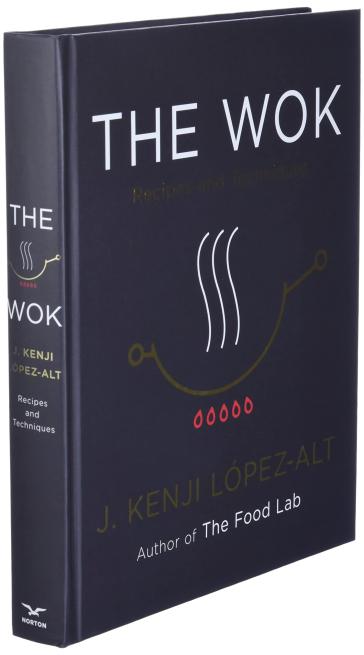 THE WOK
Recipes and Techniques
J. KENJI LÓPEZ-ALT
Author of The Food Lab
THE
WOK
J. KENJI
LÓPEZ-ALT
Recipes
and
Techniques
NORTON